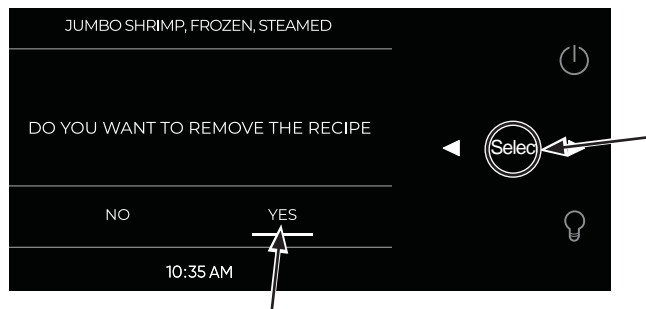 JUMBO SHRIMP, FROZEN, STEAMED
DO YOU WANT TO REMOVE THE RECIPE
Selec
NO YES
10:35 AM